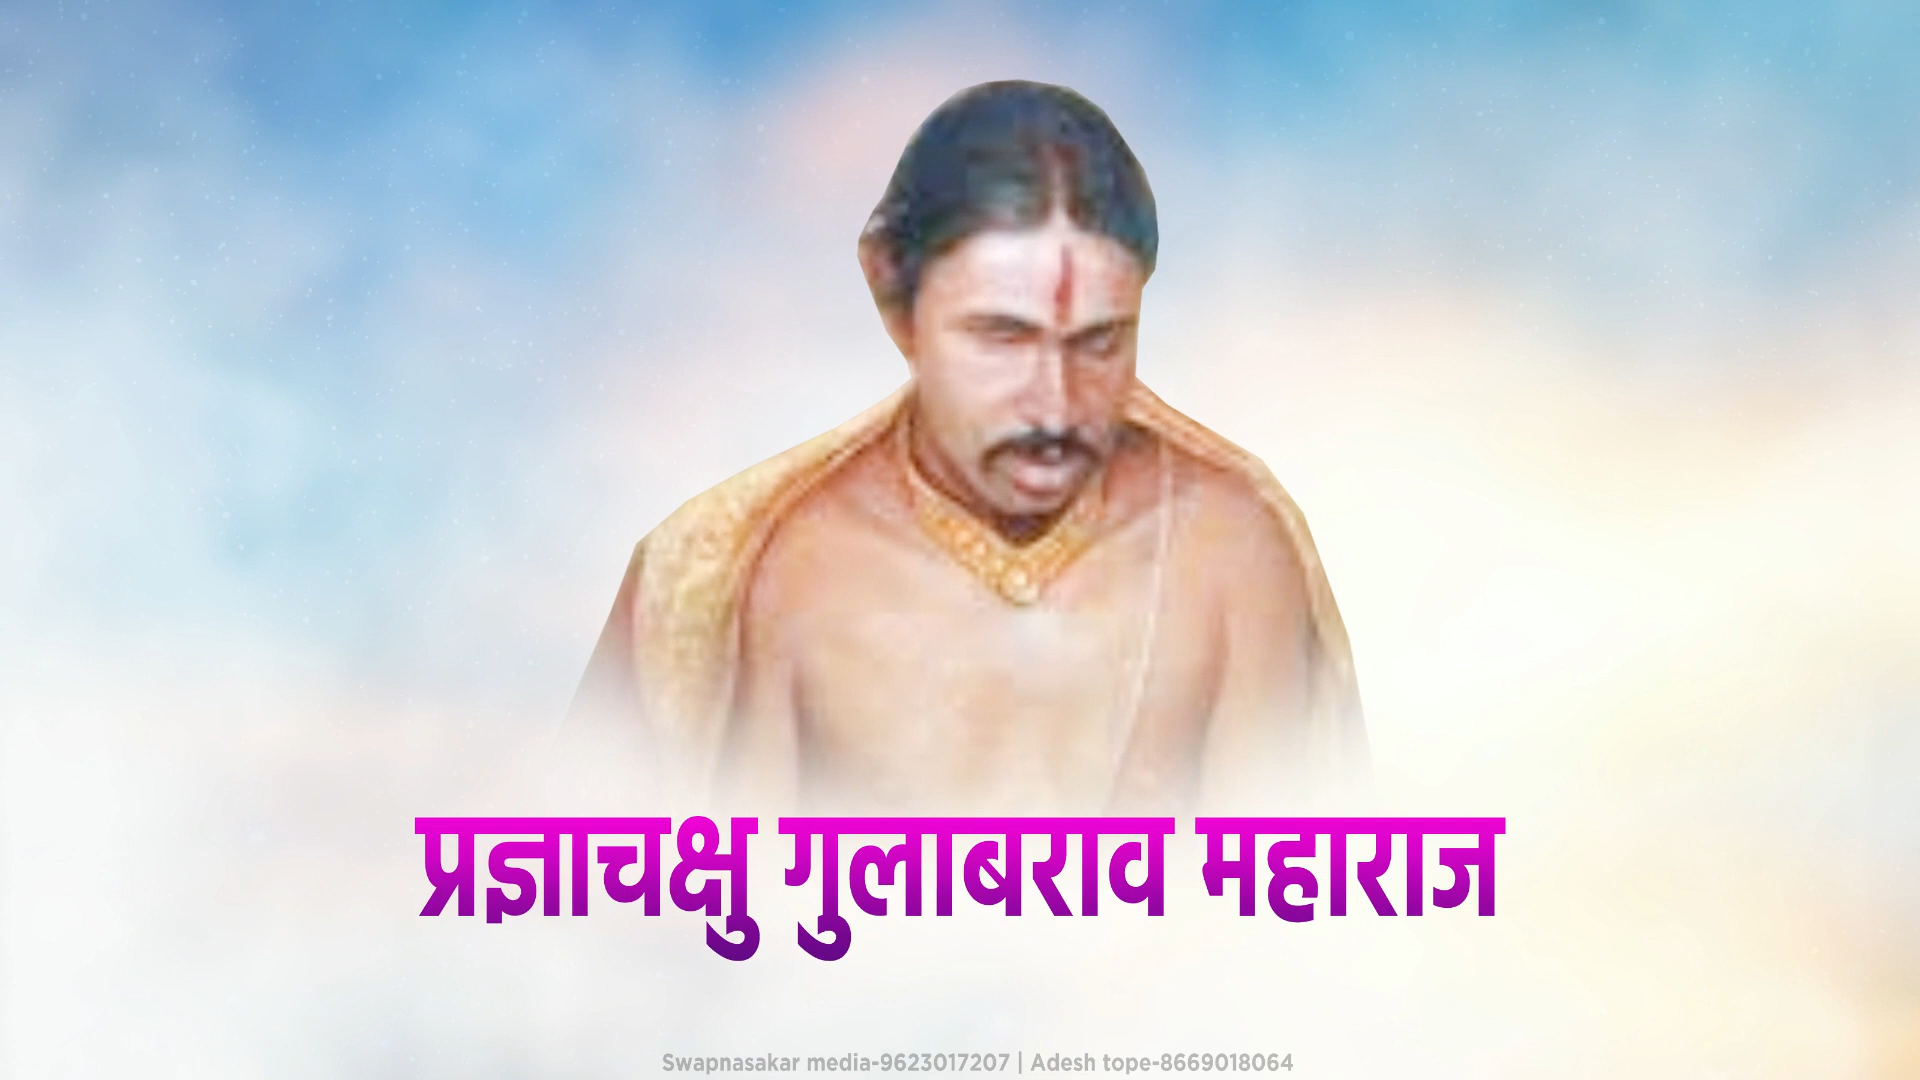 प्रज्ञाचक्षु गुलाबराव महाराज
Swapnasakar media-9623017207 | Adesh tope-8669018064